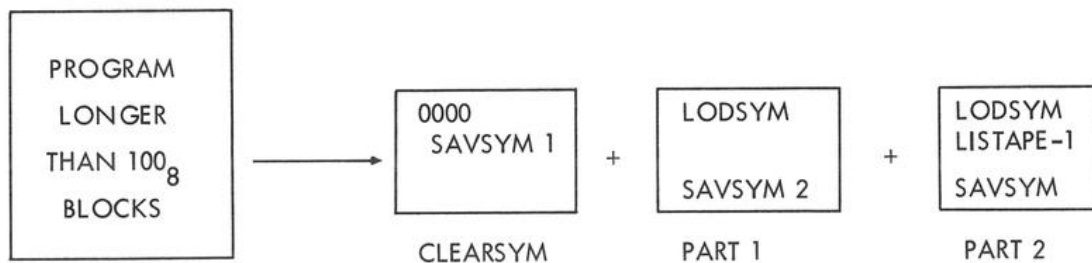 PROGRAM
LONGER
THAN 100₈
BLOCKS
0000
SAVSYM 1
CLEARSYM
+
LODSYM
SAVSYM 2
PART 1
+
LODSYM
LISTAPE-1
SAVSYM
PART 2